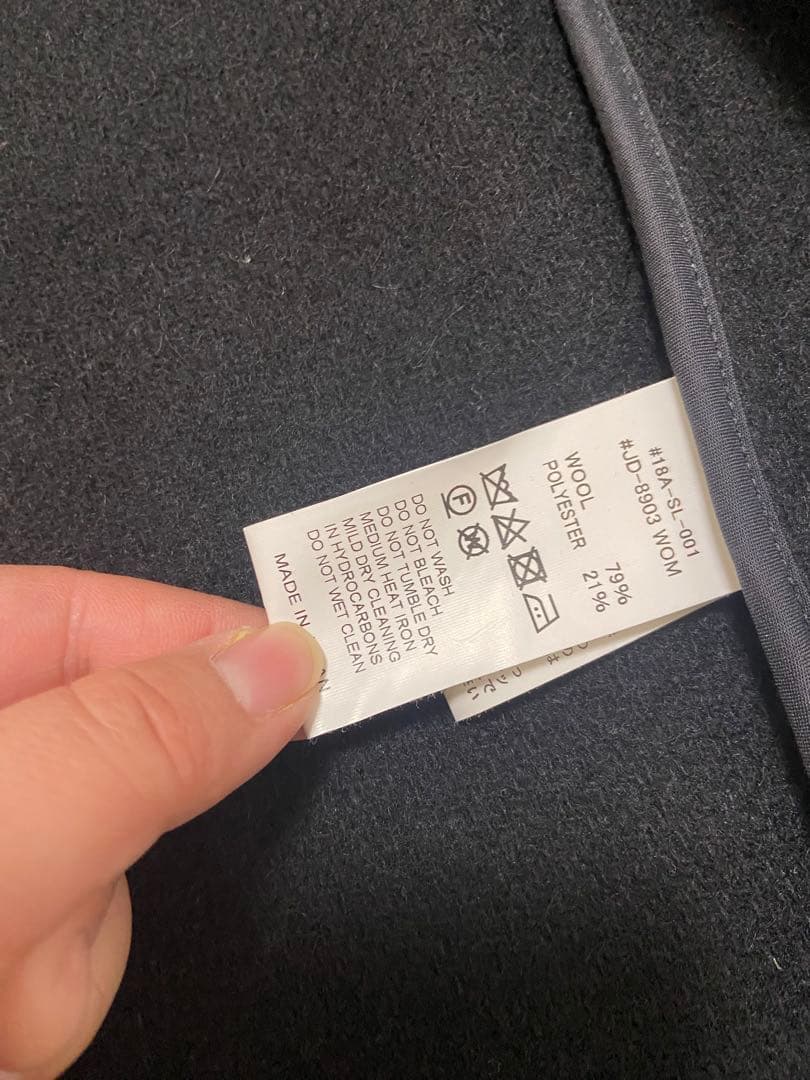 #18A-SL-001
#JD-8903 WOM
WOOL 79%
POLYESTER 21%
F W
DO NOT WASH
DO NOT BLEACH
DO NOT TUMBLE DRY
MEDIUM HEAT IRON
MILD DRY CLEANING
IN HYDROCARBONS
DO NOT WET CLEAN
MADE IN